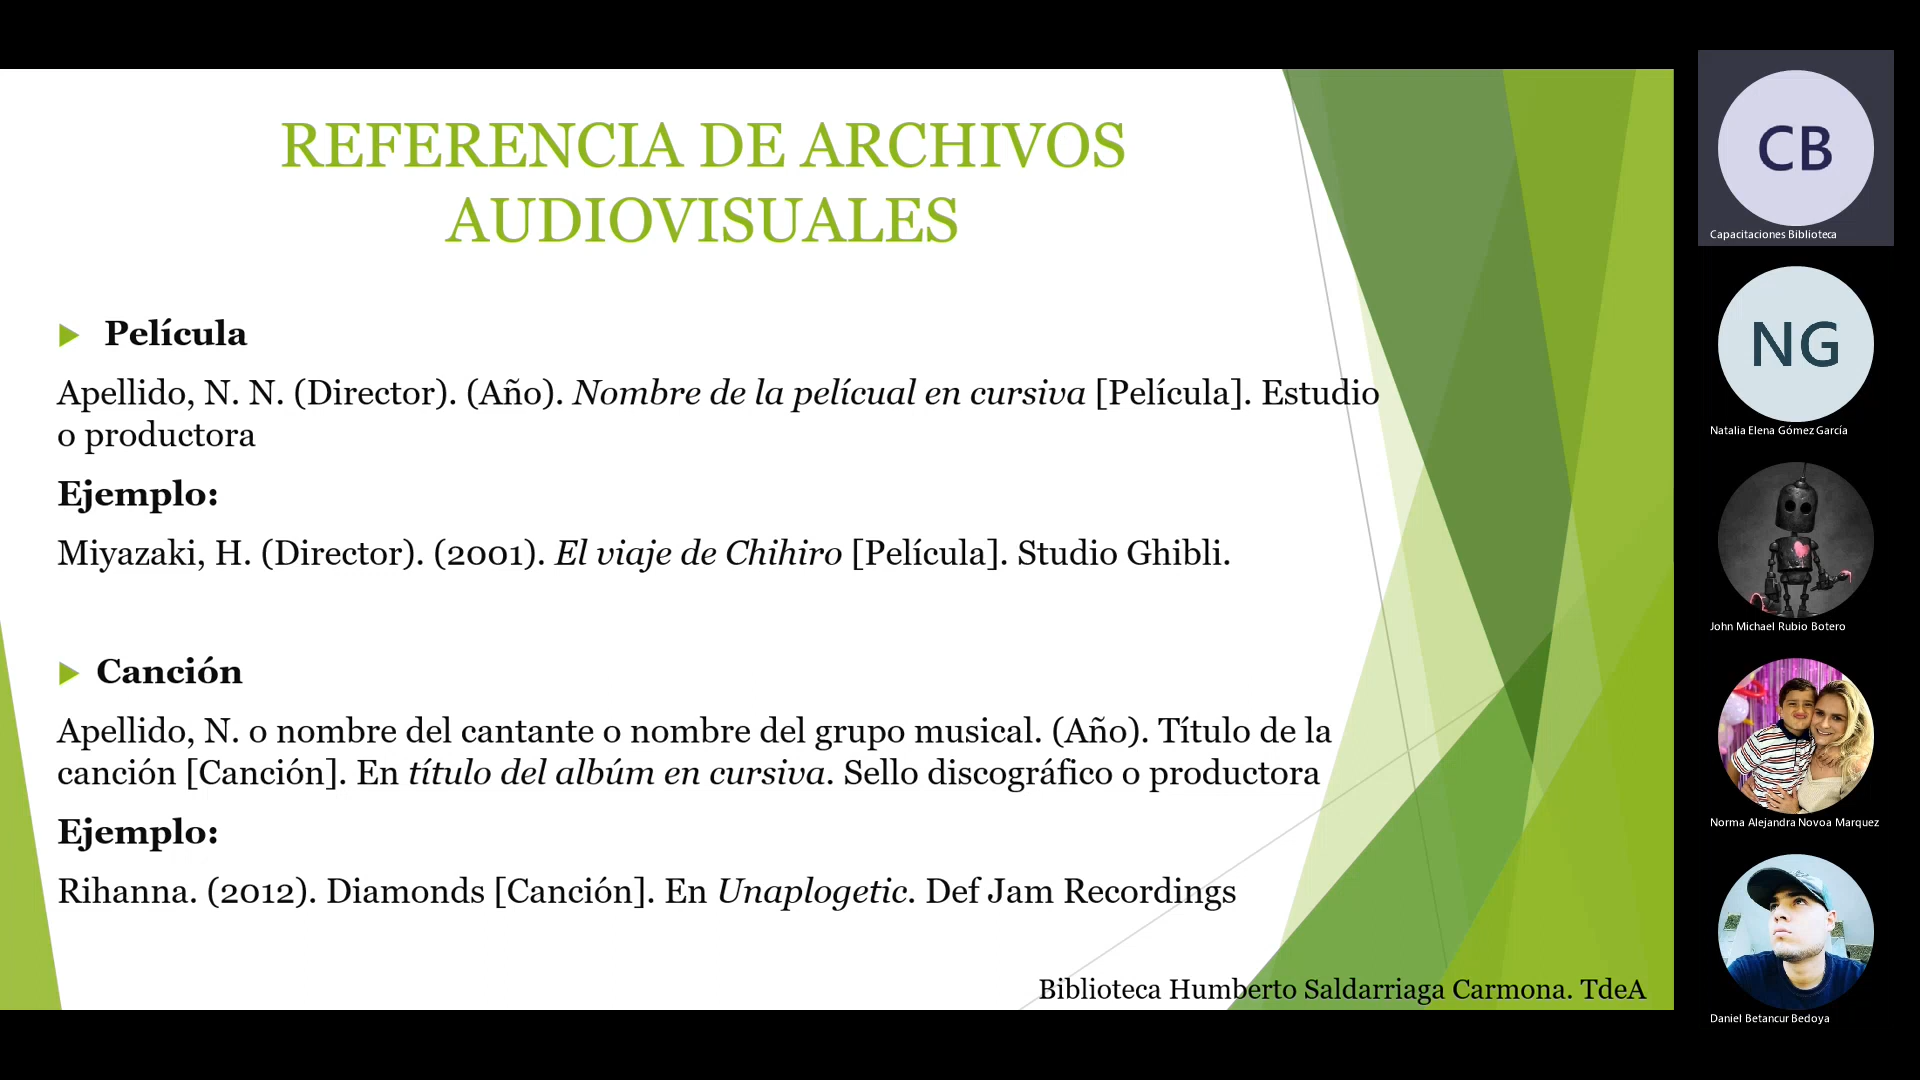 REFERENCIA DE ARCHIVOS
AUDIOVISUALES
Película
Apellido, N. N. (Director). (Año). Nombre de la pelícual en cursiva [Película]. Estudio
o productora
Ejemplo:
Miyazaki, H. (Director). (2001). El viaje de Chihiro [Película]. Studio Ghibli.
Canción
Apellido, N. o nombre del cantante o nombre del grupo musical. (Año). Título de la
canción [Canción]. En título del albúm en cursiva. Sello discográfico o productora
Ejemplo:
Rihanna. (2012). Diamonds [Canción]. En Unaplogetic. Def Jam Recordings
Biblioteca Humberto Saldarriaga Carmona. TdeA
CB
Capacitaciones Biblioteca
NG
Natalia Elena Gómez García
John Michael Rubio Botero
Norma Alejandra Novoa Marquez
Daniel Betancur Bedoya